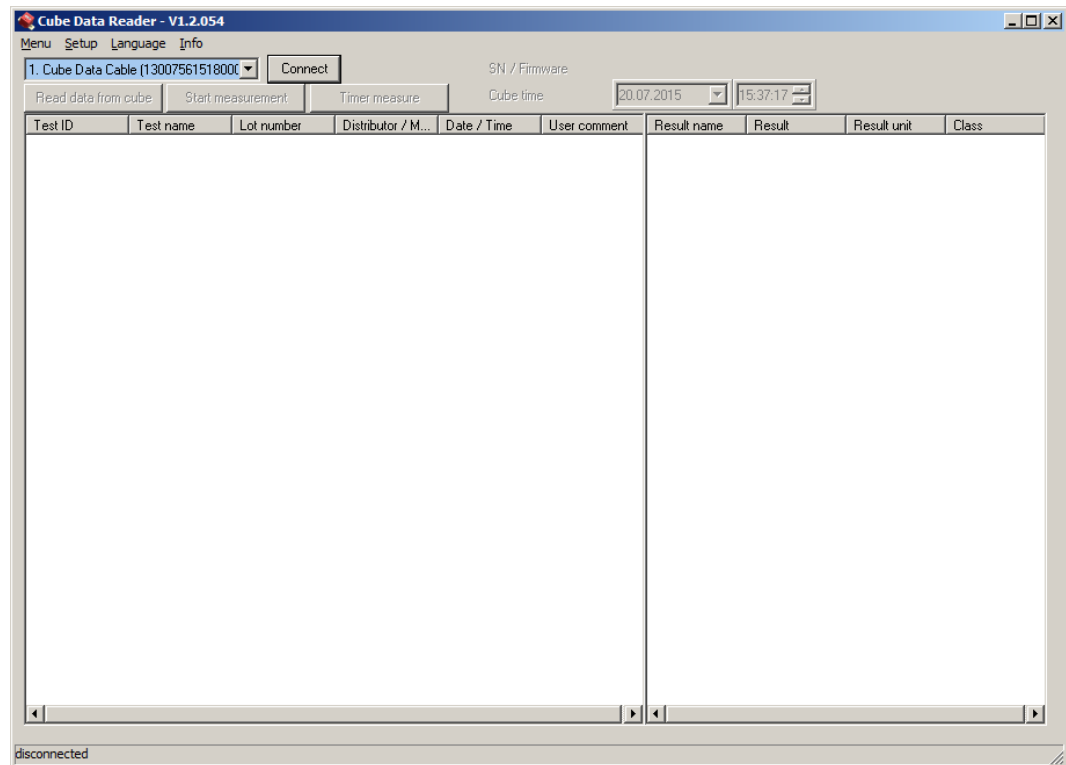 Cube Data Reader - V1.2.054
Menu Setup Language Info
1. Cube Data Cable (13007561518000 Connect SN / Firmware
Read data from cube Start measurement Timer measure Cube time 20.07.2015 15:37:17
Test ID Test name Lot number Distributor / M... Date / Time User comment Result name Result Result unit Class
disconnected